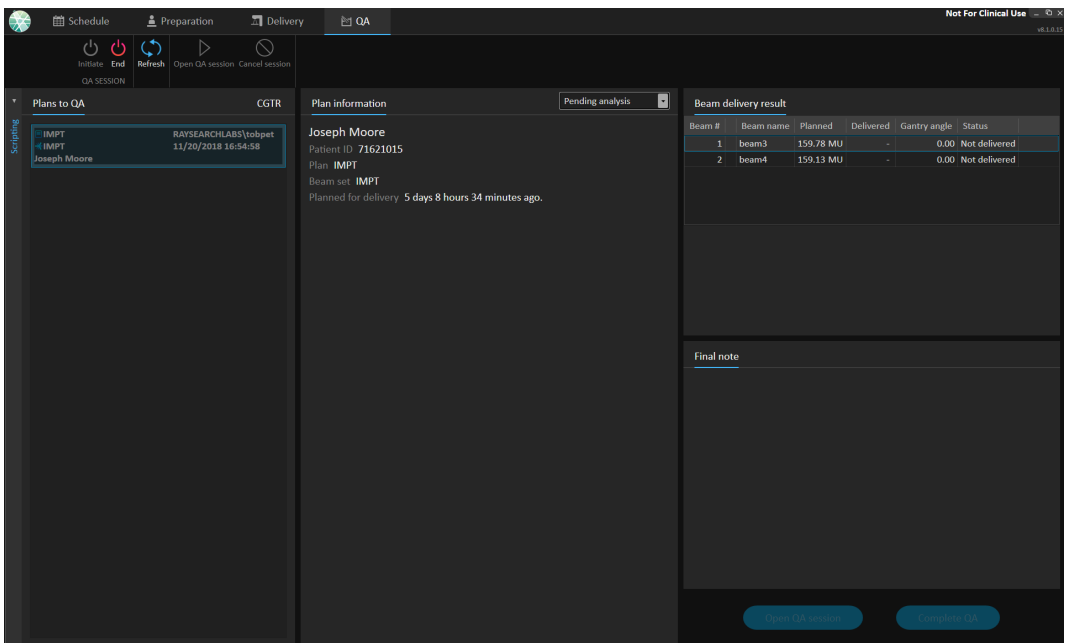 Schedule Preparation Delivery QA Not For Clinical Use
v8.1.0.15
Initiate End Refresh Open QA session Cancel session
QA SESSION
Scripting
Plans to QA CGTR
IMPT RAYSEARCHLABS\tobpet
IMPT 11/20/2018 16:54:58
Joseph Moore
Plan information Pending analysis
Joseph Moore
Patient ID 71621015
Plan IMPT
Beam set IMPT
Planned for delivery 5 days 8 hours 34 minutes ago.
Beam delivery result
Beam # Beam name Planned Delivered Gantry angle Status
1 beam3 159.78 MU - 0.00 Not delivered
2 beam4 159.13 MU - 0.00 Not delivered
Final note
Open QA session Complete QA